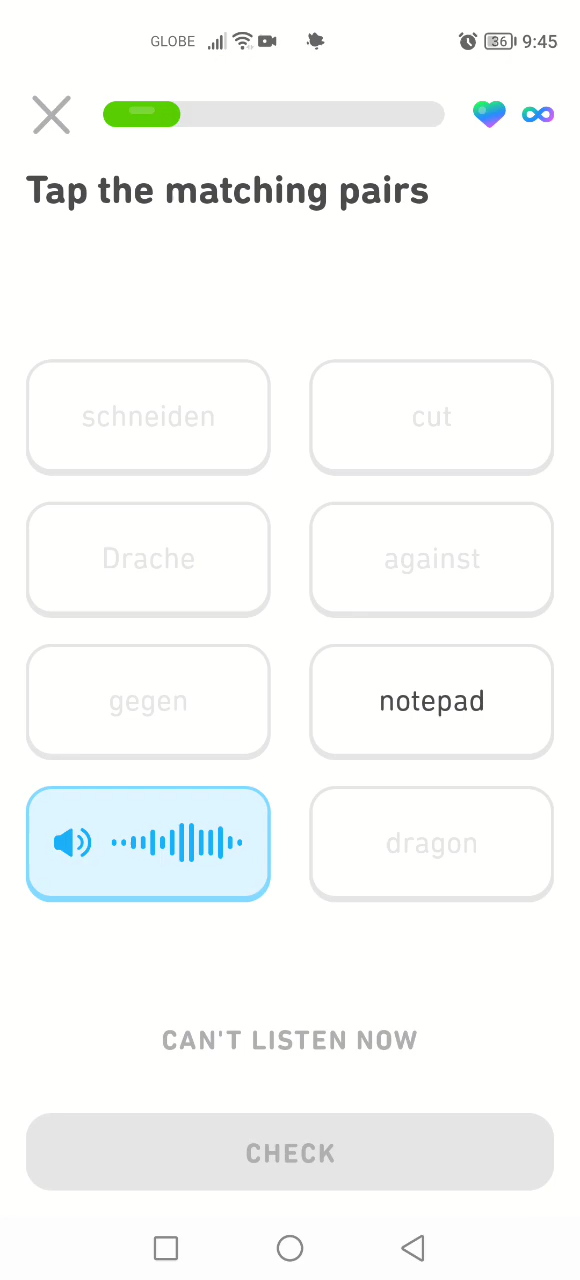 GLOBE 36 9:45
Tap the matching pairs
schneiden cut
Drache against
gegen notepad
dragon
CAN'T LISTEN NOW
CHECK